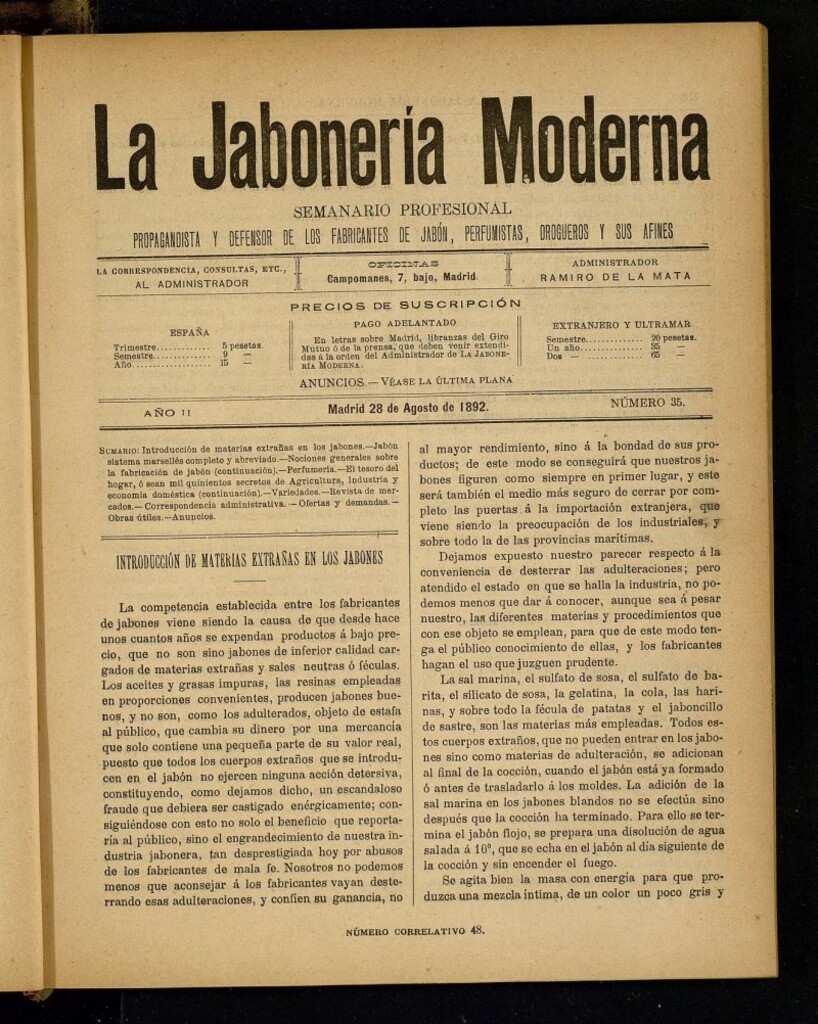 La Jabonería Moderna
SEMANARIO PROFESIONAL
PROPAGANDISTA Y DEFENSOR DE LOS FABRICANTES DE JABÓN, PERFUMISTAS, DROGUEROS Y SUS AFINES
LA CORRESPONDENCIA, CONSULTAS, ETC.,
AL ADMINISTRADOR
OFICINAS
Campomanes, 7, bajo, Madrid
ADMINISTRADOR
RAMIRO DE LA MATA
PRECIOS DE SUSCRIPCIÓN
ESPAÑA
Trimestre............. 5 pesetas.
Semestre............. 9 —
Año.................. 15 —
PAGO ADELANTADO
En letras sobre Madrid, libranzas del Giro
Mutuo ó de la prensa, que deben venir extendi-
das á la orden del Administrador de LA JABONE-
RÍA MODERNA.
EXTRANJERO Y ULTRAMAR
Semestre............ 20 pesetas.
Un año............. 35 —
Dos — ............. 65 —
ANUNCIOS.—VÉASE LA ÚLTIMA PLANA
AÑO II
Madrid 28 de Agosto de 1892.
NÚMERO 35.
SUMARIO: Introducción de materias extrañas en los jabones.—Jabón
sistema marsellés completo y abreviado.—Nociones generales sobre
la fabricación de jabón (continuación).—Perfumería.—El tesoro del
hogar, ó sean mil quinientos secretos de Agricultura, Industria y
economía doméstica (continuación).—Variedades.—Revista de mer-
cados.—Correspondencia administrativa.—Ofertas y demandas.—
Obras útiles.—Anuncios.
INTRODUCCIÓN DE MATERIAS EXTRAÑAS EN LOS JABONES
La competencia establecida entre los fabricantes
de jabones viene siendo la causa de que desde hace
unos cuantos años se expendan productos á bajo pre-
cio, que no son sino jabones de inferior calidad car-
gados de materias extrañas y sales neutras ó féculas.
Los aceites y grasas impuras, las resinas empleadas
en proporciones convenientes, producen jabones bue-
nos, y no son, como los adulterados, objeto de estafa
al público, que cambia su dinero por una mercancía
que solo contiene una pequeña parte de su valor real,
puesto que todos los cuerpos extraños que se introdu-
cen en el jabón no ejercen ninguna acción detersiva,
constituyendo, como dejamos dicho, un escandaloso
fraude que debiera ser castigado enérgicamente; con-
siguiéndose con esto no solo el beneficio que reporta-
ría al público, sino el engrandecimiento de nuestra in-
dustria jabonera, tan desprestigiada hoy por abusos
de los fabricantes de mala fe. Nosotros no podemos
menos que aconsejar á los fabricantes vayan deste-
rrando esas adulteraciones, y confíen su ganancia, no
al mayor rendimiento, sino á la bondad de sus pro-
ductos; de este modo se conseguirá que nuestros ja-
bones figuren como siempre en primer lugar, y este
será también el medio más seguro de cerrar por com-
pleto las puertas á la importación extranjera, que
viene siendo la preocupación de los industriales, y
sobre todo la de las provincias marítimas.
Dejamos expuesto nuestro parecer respecto á la
conveniencia de desterrar las adulteraciones; pero
atendido el estado en que se halla la industria, no po-
demos menos que dar á conocer, aunque sea á pesar
nuestro, las diferentes materias y procedimientos que
con ese objeto se emplean, para que de este modo ten-
ga el público conocimiento de ellas, y los fabricantes
hagan el uso que juzguen prudente.
La sal marina, el sulfato de sosa, el sulfato de ba-
rita, el silicato de sosa, la gelatina, la cola, las hari-
nas, y sobre todo la fécula de patatas y el jaboncillo
de sastre, son las materias más empleadas. Todos es-
tos cuerpos extraños, que no pueden entrar en los jabo-
nes sino como materias de adulteración, se adicionan
al final de la cocción, cuando el jabón está ya formado
ó antes de trasladarlo á los moldes. La adición de la
sal marina en los jabones blandos no se efectúa sino
después que la cocción ha terminado. Para ello se ter-
mina el jabón flojo, se prepara una disolución de agua
salada á 10°, que se echa en el jabón al día siguiente de
la cocción y sin encender el fuego.
Se agita bien la masa con energía para que pro-
duzca una mezcla íntima, de un color un poco gris y
NÚMERO CORRELATIVO 48.